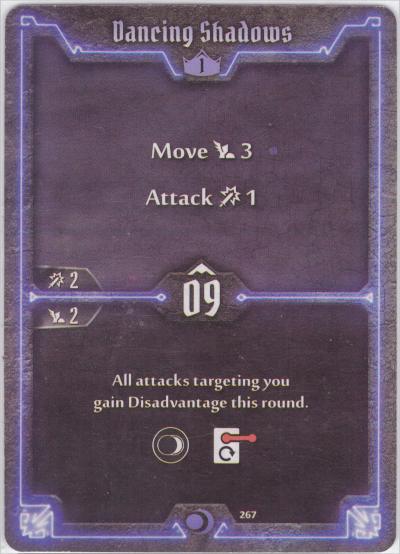 Dancing Shadows
1
Move 3
Attack 1
2
09
2
All attacks targeting you
gain Disadvantage this round.
267